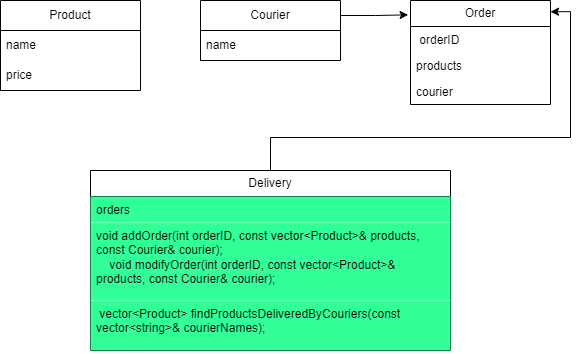 Product
name
price
Courier
name
Order
orderID
products
courier
Delivery
orders
void addOrder(int orderID, const vector<Product>& products,
const Courier& courier);
void modifyOrder(int orderID, const vector<Product>&
products, const Courier& courier);
vector<Product> findProductsDeliveredByCouriers(const
vector<string>& courierNames);